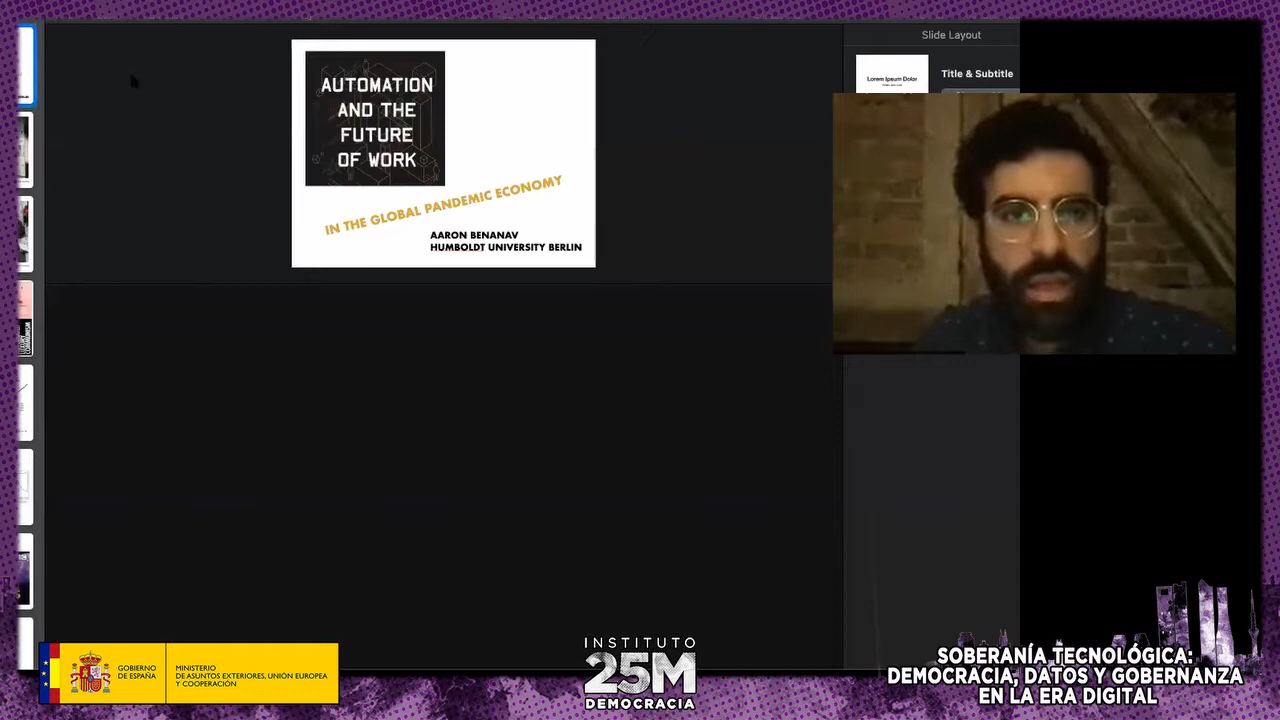 Slide Layout
Lorem Ipsum Dolor
Title & Subtitle
AUTOMATION
AND THE
FUTURE
OF WORK
IN THE GLOBAL PANDEMIC ECONOMY
AARON BENANAV
HUMBOLDT UNIVERSITY BERLIN
GOBIERNO
DE ESPAÑA
MINISTERIO
DE ASUNTOS EXTERIORES, UNIÓN EUROPEA
Y COOPERACIÓN
INSTITUTO
25M
DEMOCRACIA
SOBERANÍA TECNOLÓGICA:
DEMOCRACIA, DATOS Y GOBERNANZA
EN LA ERA DIGITAL